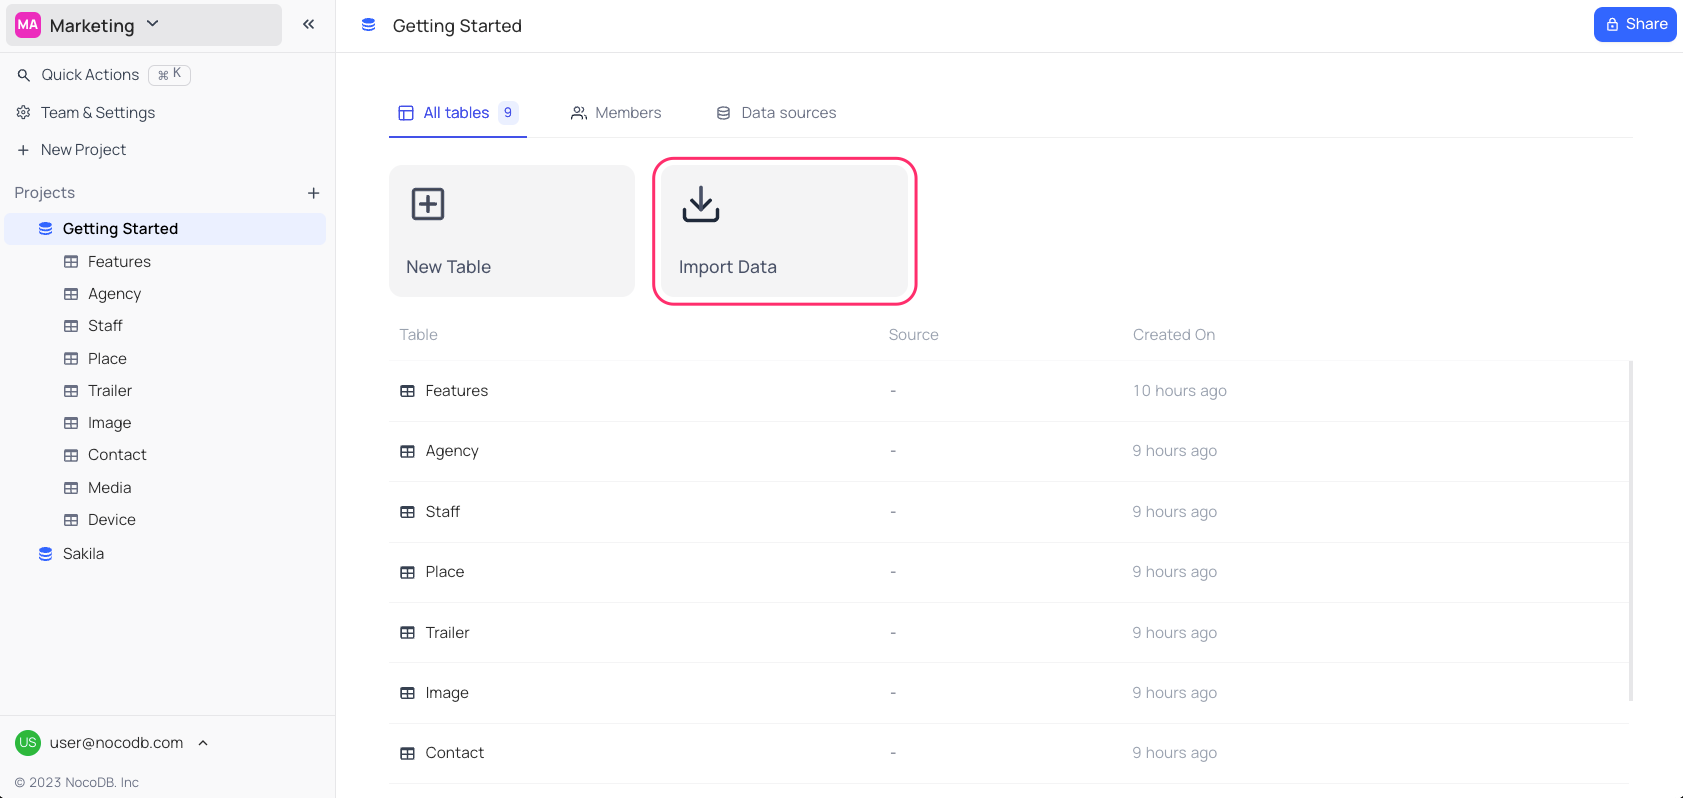 MA Marketing
Getting Started
Share
Quick Actions ⌘ K
Team & Settings
New Project
Projects
Getting Started
Features
Agency
Staff
Place
Trailer
Image
Contact
Media
Device
Sakila
US user@nocodb.com
© 2023 NocoDB. Inc
All tables 9 Members Data sources
New Table Import Data
Table Source Created On
Features - 10 hours ago
Agency - 9 hours ago
Staff - 9 hours ago
Place - 9 hours ago
Trailer - 9 hours ago
Image - 9 hours ago
Contact - 9 hours ago